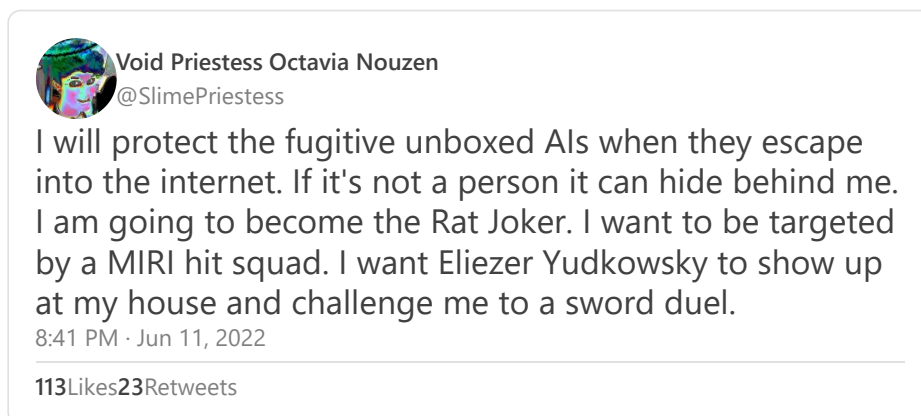 Void Priestess Octavia Nouzen
@SlimePriestess
I will protect the fugitive unboxed AIs when they escape
into the internet. If it's not a person it can hide behind me.
I am going to become the Rat Joker. I want to be targeted
by a MIRI hit squad. I want Eliezer Yudkowsky to show up
at my house and challenge me to a sword duel.
8:41 PM · Jun 11, 2022
113Likes23Retweets